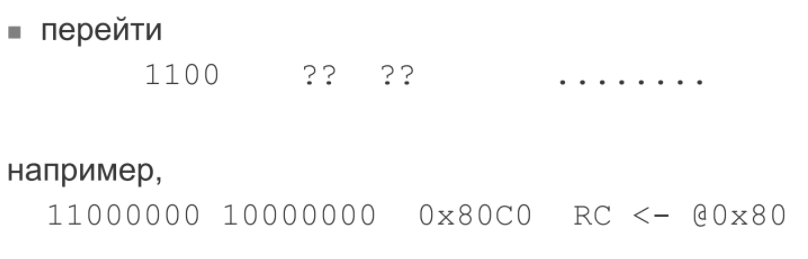 ▪ перейти
1100 ?? ?? ........
например,
11000000 10000000 0x80C0 RC <- @0x80